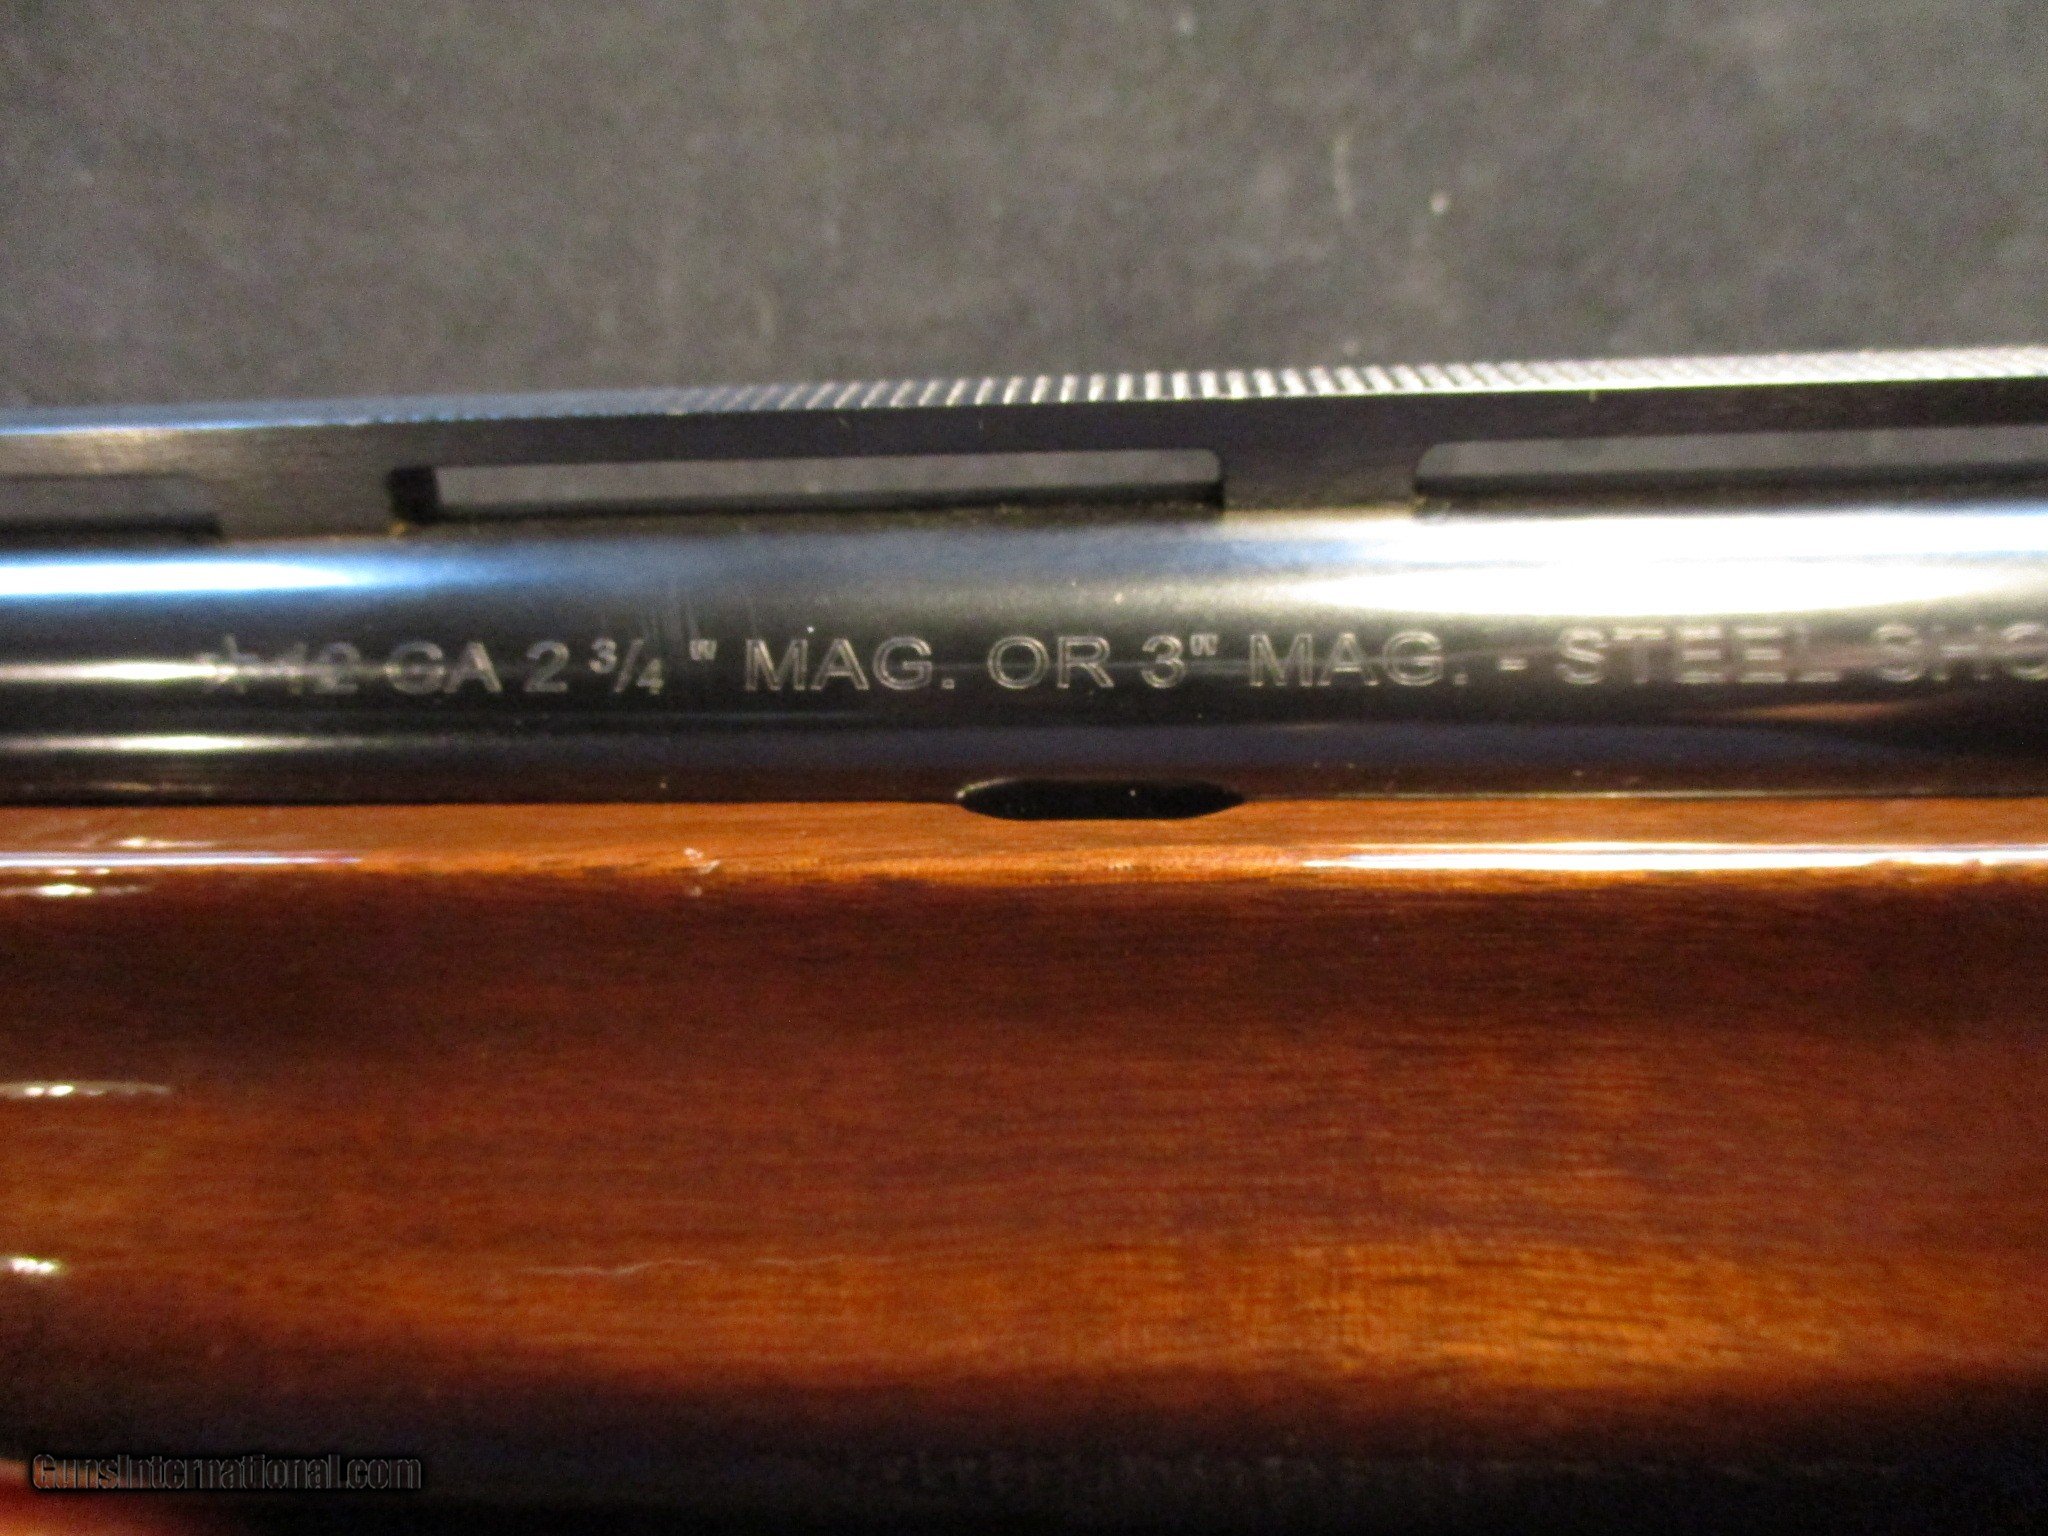 12 GA 2 ¾ " MAG. OR 3" MAG. - STEEL SHO
GunsInternational.com